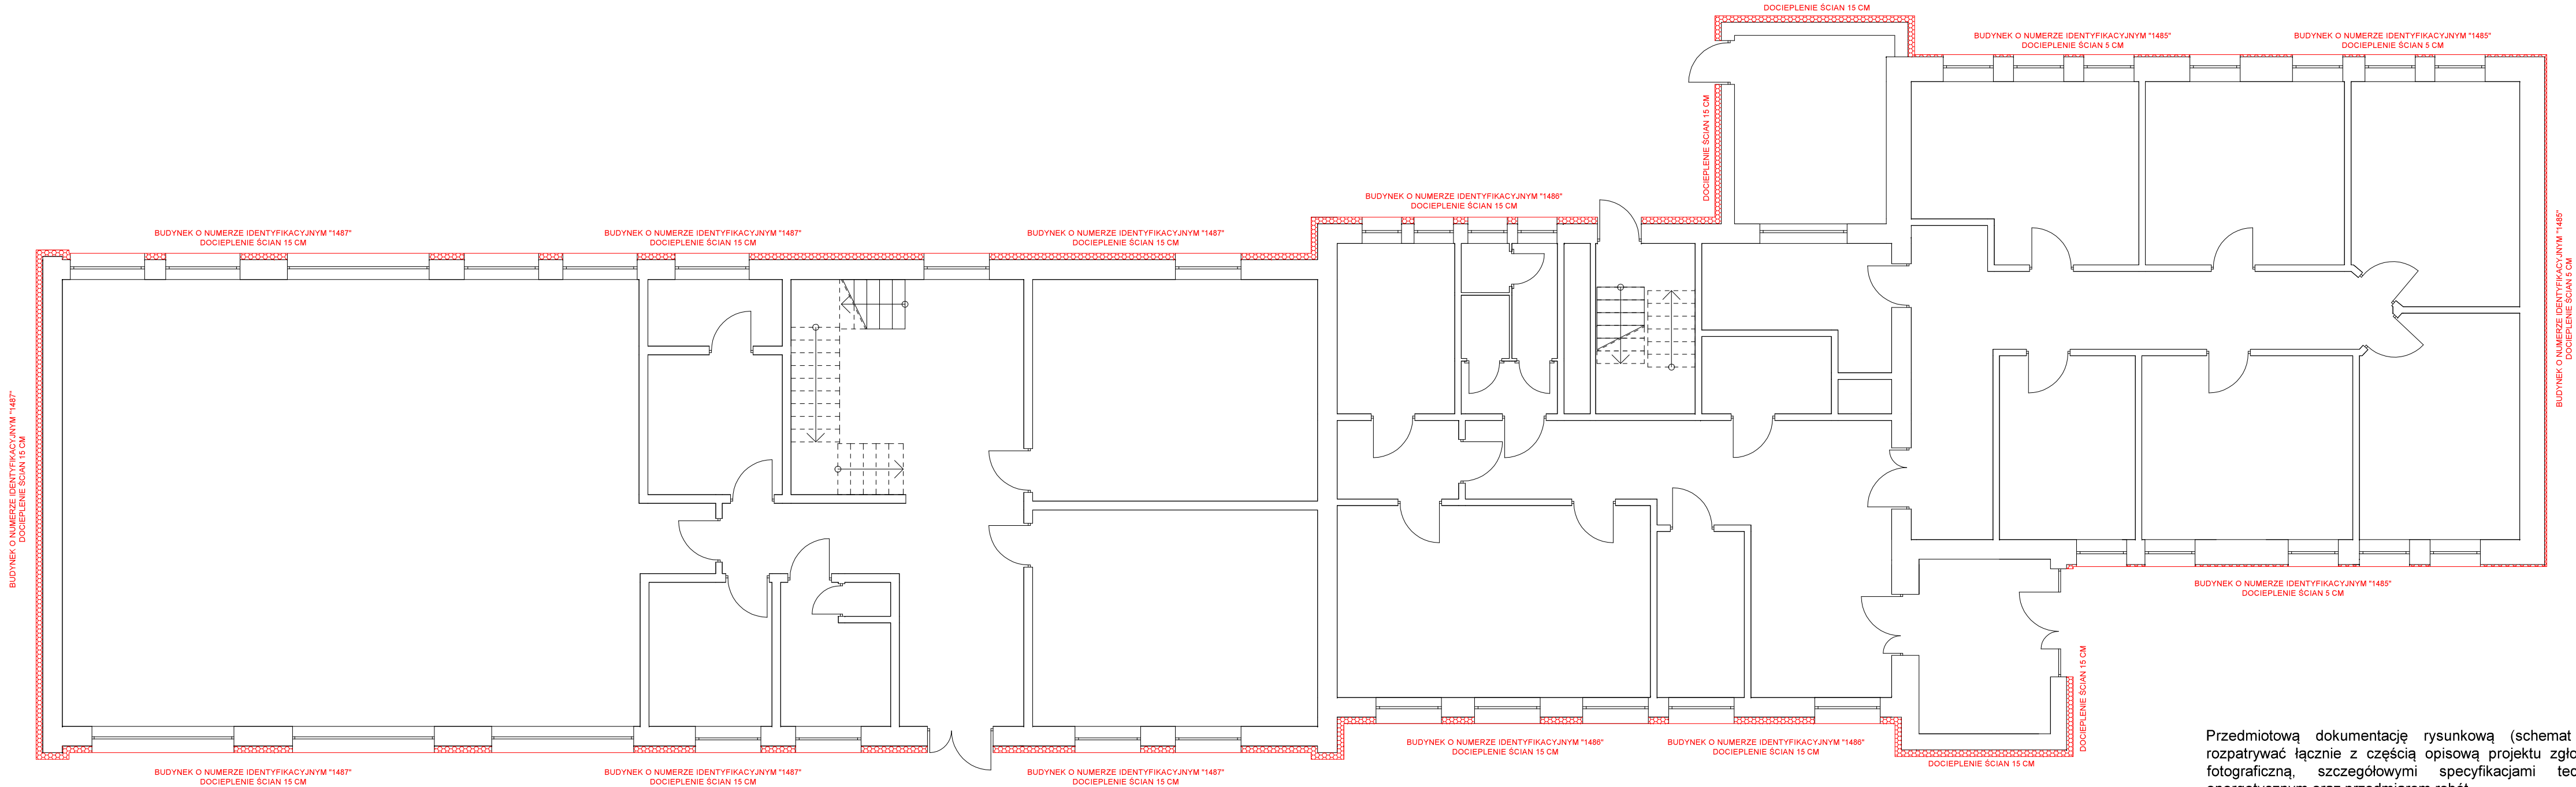 DOCIEPLENIE ŚCIAN 15 CM
BUDYNEK O NUMERZE IDENTYFIKACYJNYM "1485"
DOCIEPLENIE ŚCIAN 5 CM
BUDYNEK O NUMERZE IDENTYFIKACYJNYM "1485"
DOCIEPLENIE ŚCIAN 5 CM
DOCIEPLENIE ŚCIAN 15 CM
BUDYNEK O NUMERZE IDENTYFIKACYJNYM "1486"
DOCIEPLENIE ŚCIAN 15 CM
BUDYNEK O NUMERZE IDENTYFIKACYJNYM "1487"
DOCIEPLENIE ŚCIAN 15 CM
BUDYNEK O NUMERZE IDENTYFIKACYJNYM "1487"
DOCIEPLENIE ŚCIAN 15 CM
BUDYNEK O NUMERZE IDENTYFIKACYJNYM "1487"
DOCIEPLENIE ŚCIAN 15 CM
BUDYNEK O NUMERZE IDENTYFIKACYJNYM "1485"
DOCIEPLENIE ŚCIAN 5 CM
BUDYNEK O NUMERZE IDENTYFIKACYJNYM "1487"
DOCIEPLENIE ŚCIAN 15 CM
BUDYNEK O NUMERZE IDENTYFIKACYJNYM "1485"
DOCIEPLENIE ŚCIAN 5 CM
DOCIEPLENIE ŚCIAN 15 CM
BUDYNEK O NUMERZE IDENTYFIKACYJNYM "1486"
DOCIEPLENIE ŚCIAN 15 CM
BUDYNEK O NUMERZE IDENTYFIKACYJNYM "1486"
DOCIEPLENIE ŚCIAN 15 CM
DOCIEPLENIE ŚCIAN 15 CM
BUDYNEK O NUMERZE IDENTYFIKACYJNYM "1487"
DOCIEPLENIE ŚCIAN 15 CM
BUDYNEK O NUMERZE IDENTYFIKACYJNYM "1487"
DOCIEPLENIE ŚCIAN 15 CM
BUDYNEK O NUMERZE IDENTYFIKACYJNYM "1487"
DOCIEPLENIE ŚCIAN 15 CM
Przedmiotową dokumentację rysunkową (schemat
rozpatrywać łącznie z częścią opisową projektu zgło
fotograficzną, szczegółowymi specyfikacjami tec